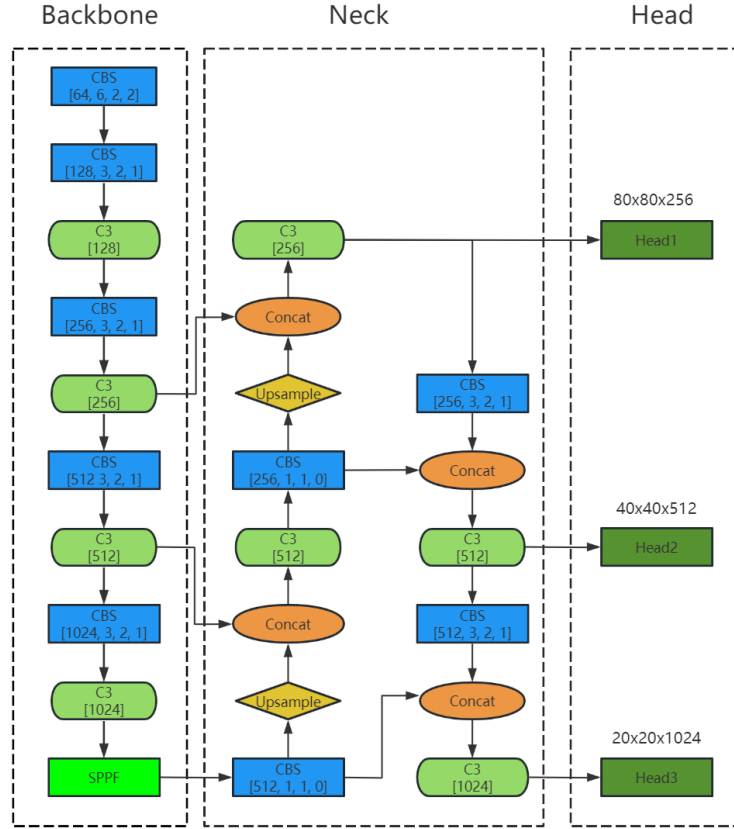 Backbone
Neck
Head
CBS
[64, 6, 2, 2]
CBS
[128, 3, 2, 1]
C3
[128]
CBS
[256, 3, 2, 1]
C3
[256]
CBS
[512 3, 2, 1]
C3
[512]
CBS
[1024, 3, 2, 1]
C3
[1024]
SPPF
C3
[256]
Concat
Upsample
CBS
[256, 1, 1, 0]
C3
[512]
Concat
Upsample
CBS
[512, 1, 1, 0]
CBS
[256, 3, 2, 1]
Concat
C3
[512]
CBS
[512, 3, 2, 1]
Concat
C3
[1024]
80x80x256
Head1
40x40x512
Head2
20x20x1024
Head3